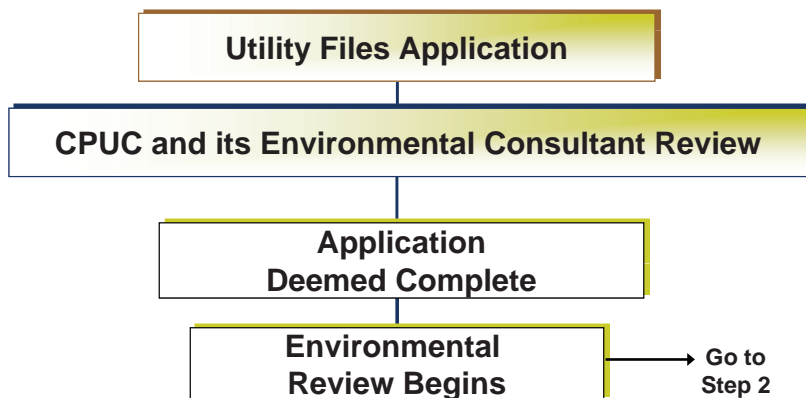 Utility Files Application
CPUC and its Environmental Consultant Review
Application
Deemed Complete
Environmental
Review Begins
Go to
Step 2